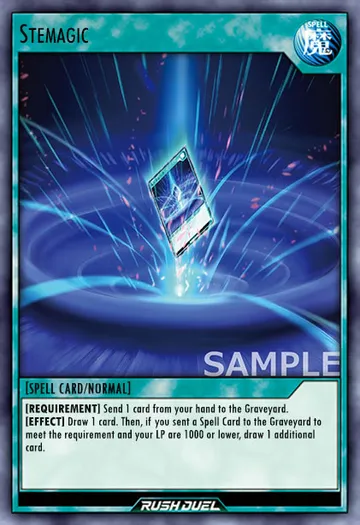 STEMAGIC
SPELL
魔
SAMPLE
[SPELL CARD/NORMAL]
[REQUIREMENT] Send 1 card from your hand to the Graveyard.
[EFFECT] Draw 1 card. Then, if you sent a Spell Card to the Graveyard to
meet the requirement and your LP are 1000 or lower, draw 1 additional
card.
RUSH DUEL